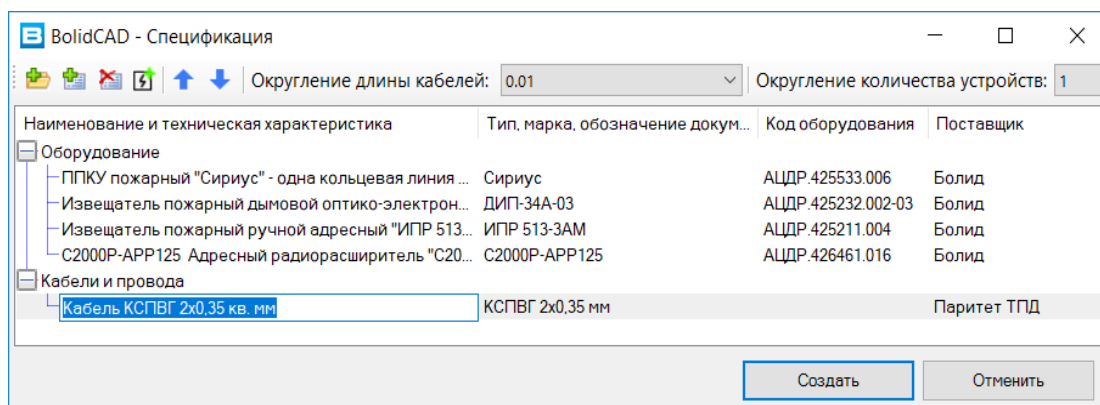 BolidCAD - Спецификация
Округление длины кабелей: 0.01 Округление количества устройств: 1
Наименование и техническая характеристика Тип, марка, обозначение докум... Код оборудования Поставщик
Оборудование
ППКУ пожарный "Сириус" - одна кольцевая линия ... Сириус АЦДР.425533.006 Болид
Извещатель пожарный дымовой оптико-электрон... ДИП-34А-03 АЦДР.425232.002-03 Болид
Извещатель пожарный ручной адресный "ИПР 513... ИПР 513-3АМ АЦДР.425211.004 Болид
С2000Р-АРР125 Адресный радиорасширитель "С20... С2000Р-АРР125 АЦДР.426461.016 Болид
Кабели и провода
Кабель КСПВГ 2х0,35 кв. мм КСПВГ 2х0,35 мм Паритет ТПД
Создать Отменить